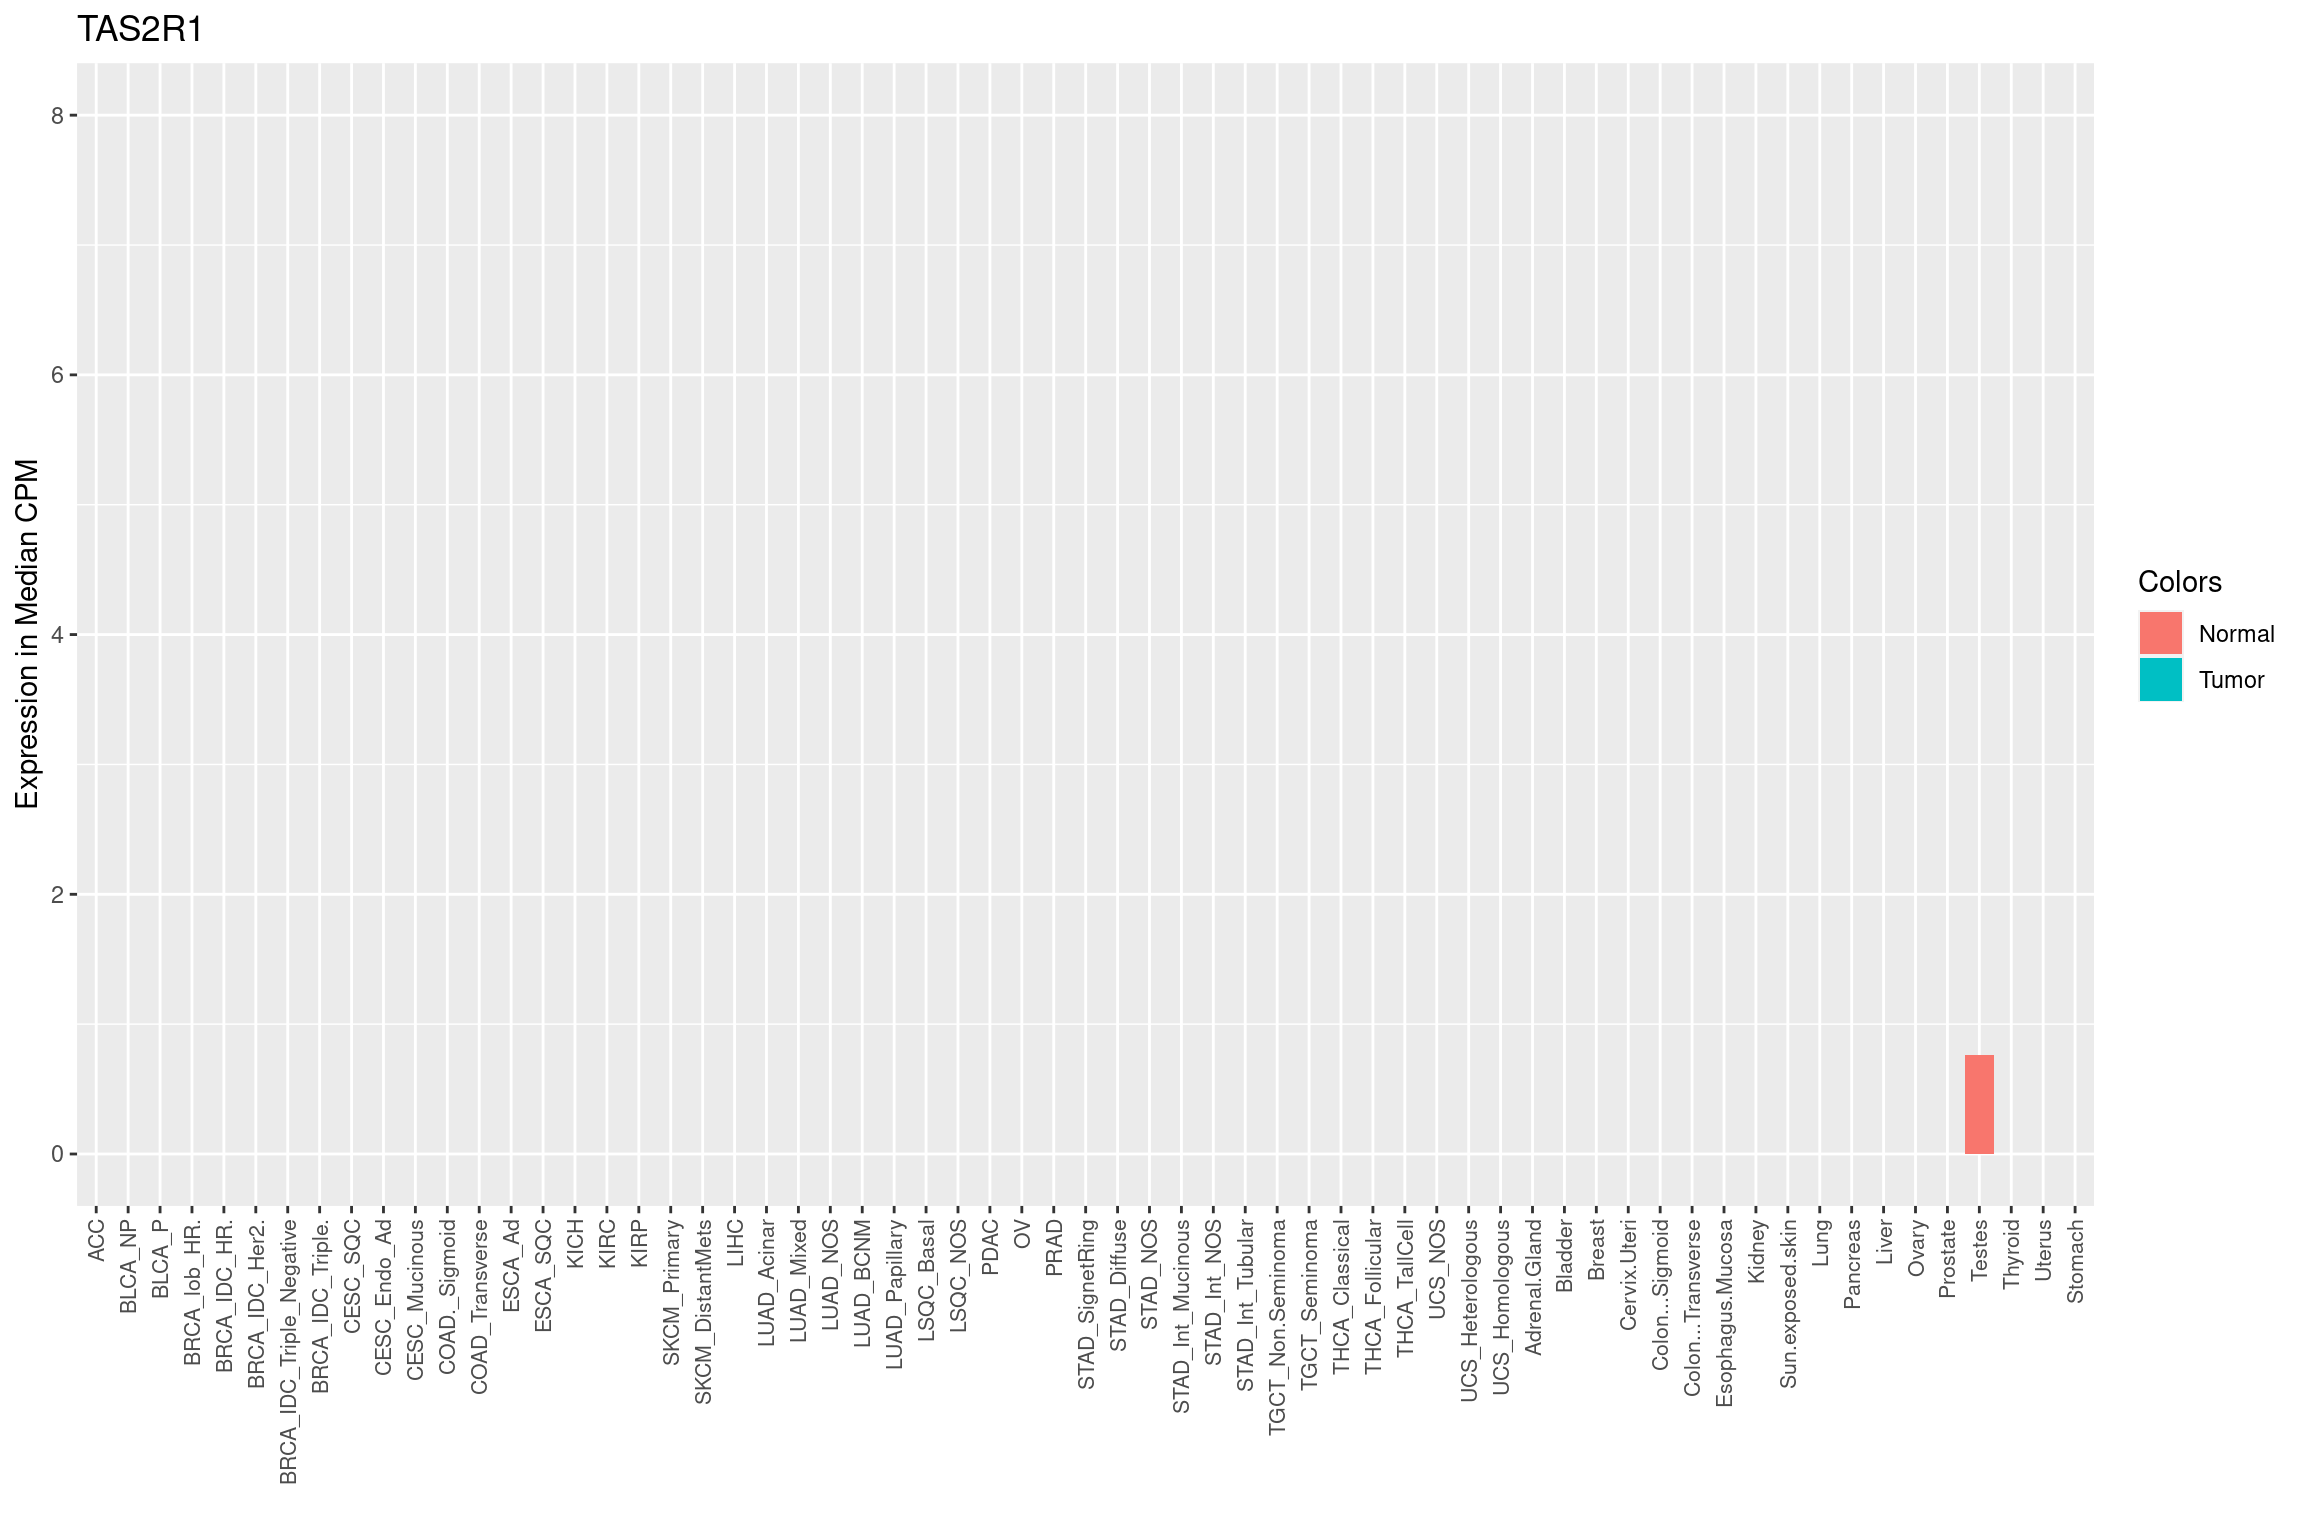 TAS2R1
8
6
4
2
0
Expression in Median CPM
ACC
BLCA_NP
BLCA_P
BRCA_lob_HR.
BRCA_IDC_HR.
BRCA_IDC_Her2.
BRCA_IDC_Triple_Negative
BRCA_IDC_Triple.
CESC_SQC
CESC_Endo_Ad
CESC_Mucinous
COAD._Sigmoid
COAD_Transverse
ESCA_Ad
ESCA_SQC
KICH
KIRC
KIRP
SKCM_Primary
SKCM_DistantMets
LIHC
LUAD_Acinar
LUAD_Mixed
LUAD_NOS
LUAD_BCNM
LUAD_Papillary
LSQC_Basal
LSQC_NOS
PDAC
OV
PRAD
STAD_SignetRing
STAD_Diffuse
STAD_NOS
STAD_Int_Mucinous
STAD_Int_NOS
STAD_Int_Tubular
TGCT_Non.Seminoma
TGCT_Seminoma
THCA_Classical
THCA_Follicular
THCA_TallCell
UCS_NOS
UCS_Heterologous
UCS_Homologous
Adrenal.Gland
Bladder
Breast
Cervix.Uteri
Colon...Sigmoid
Colon...Transverse
Esophagus.Mucosa
Kidney
Sun.exposed.skin
Lung
Pancreas
Liver
Ovary
Prostate
Testes
Thyroid
Uterus
Stomach
Colors
Normal
Tumor